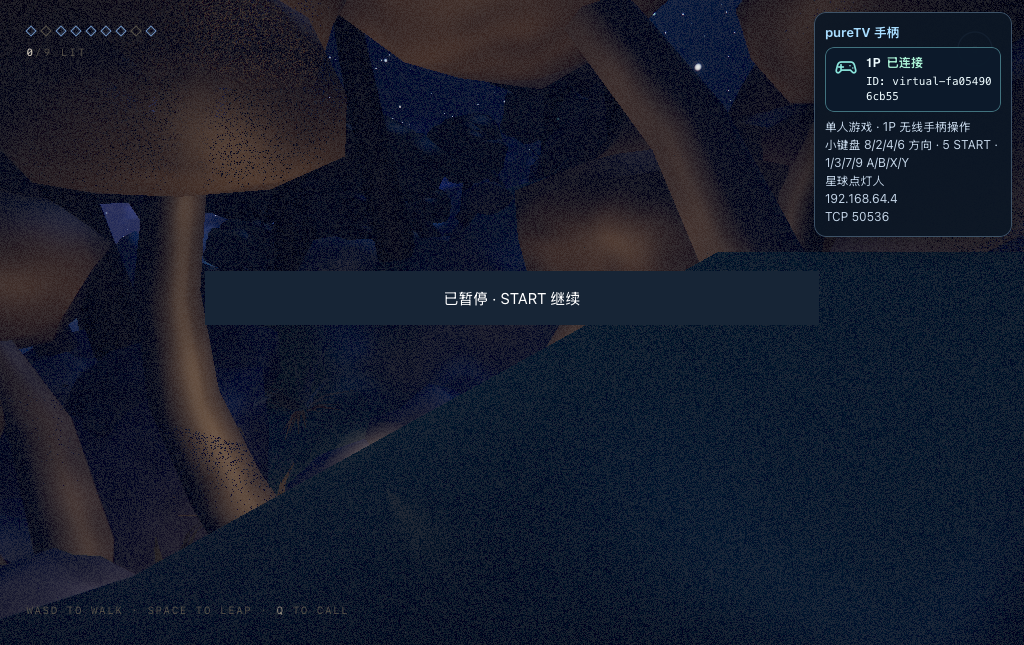 0/9 LIT
pureTV 手柄
1P 已连接
ID: virtual-fa05490
6cb55
单人游戏 · 1P 无线手柄操作
小键盘 8/2/4/6 方向 · 5 START ·
1/3/7/9 A/B/X/Y
星球点灯人
192.168.64.4
TCP 50536
已暂停 · START 继续
WASD TO WALK · SPACE TO LEAP · Q TO CALL